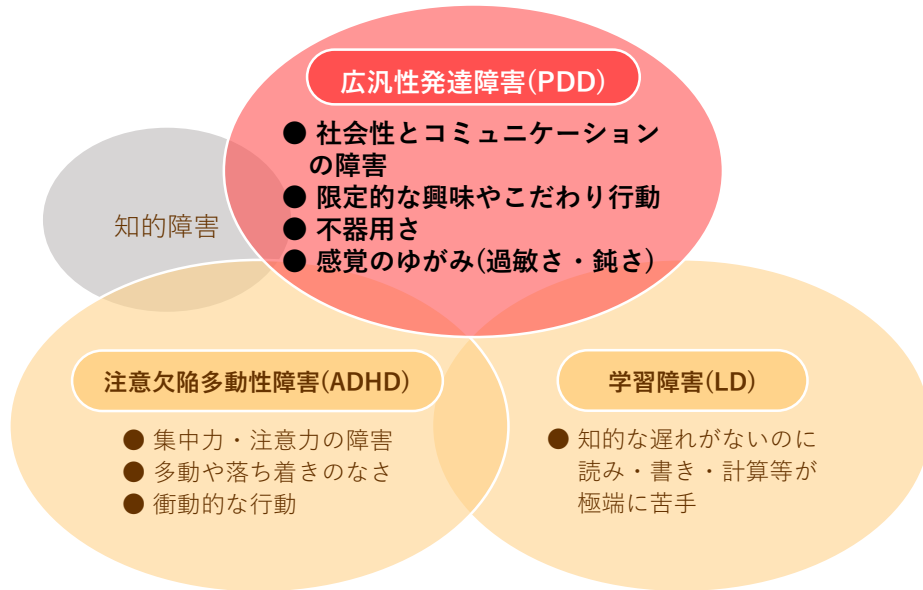 広汎性発達障害(PDD)
● 社会性とコミュニケーション
の障害
● 限定的な興味やこだわり行動
● 不器用さ
● 感覚のゆがみ(過敏さ・鈍さ)
知的障害
注意欠陥多動性障害(ADHD)
● 集中力・注意力の障害
● 多動や落ち着きのなさ
● 衝動的な行動
学習障害(LD)
● 知的な遅れがないのに
読み・書き・計算等が
極端に苦手